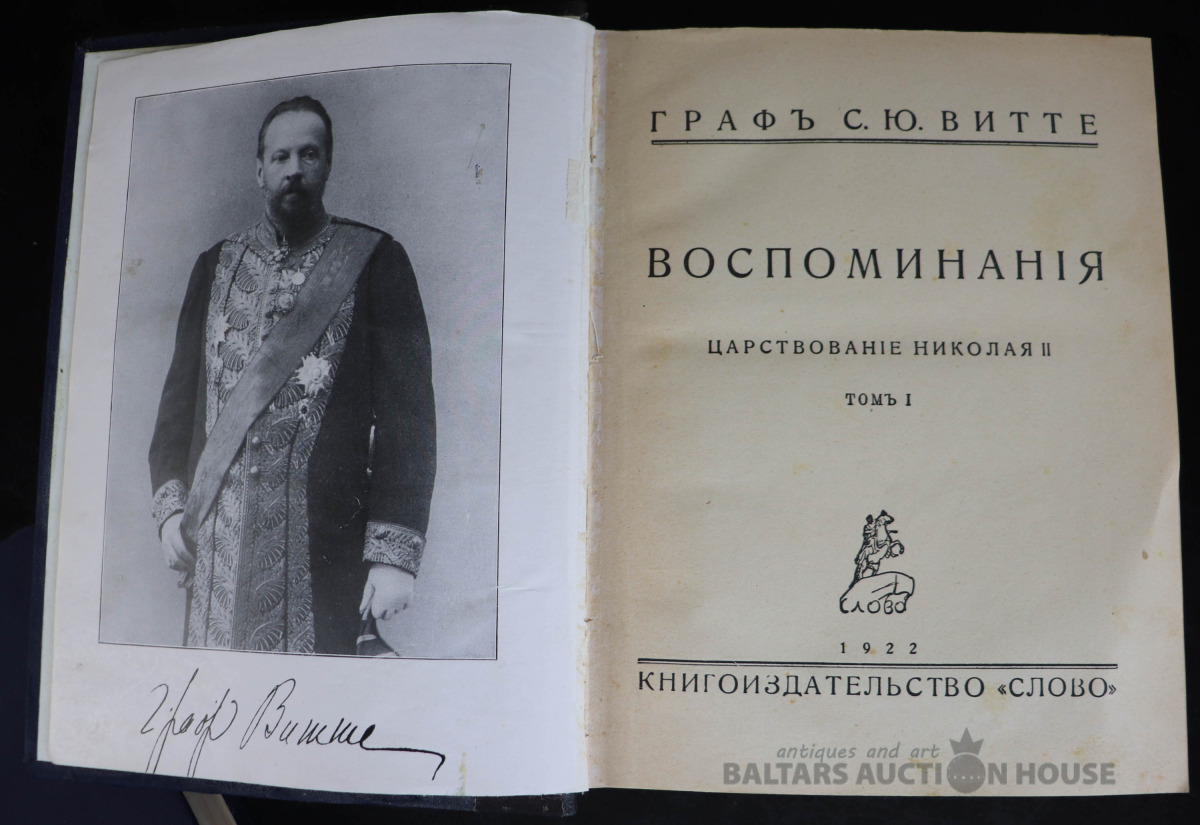 Графъ Витте
ГРАФЪ С. Ю. ВИТТЕ
ВОСПОМИНАНІЯ
ЦАРСТВОВАНІЕ НИКОЛАЯ II
ТОМЪ I
СЛОВО
1922
КНИГОИЗДАТЕЛЬСТВО «СЛОВО»
antiques and art
BALTARS AUCTION HOUSE